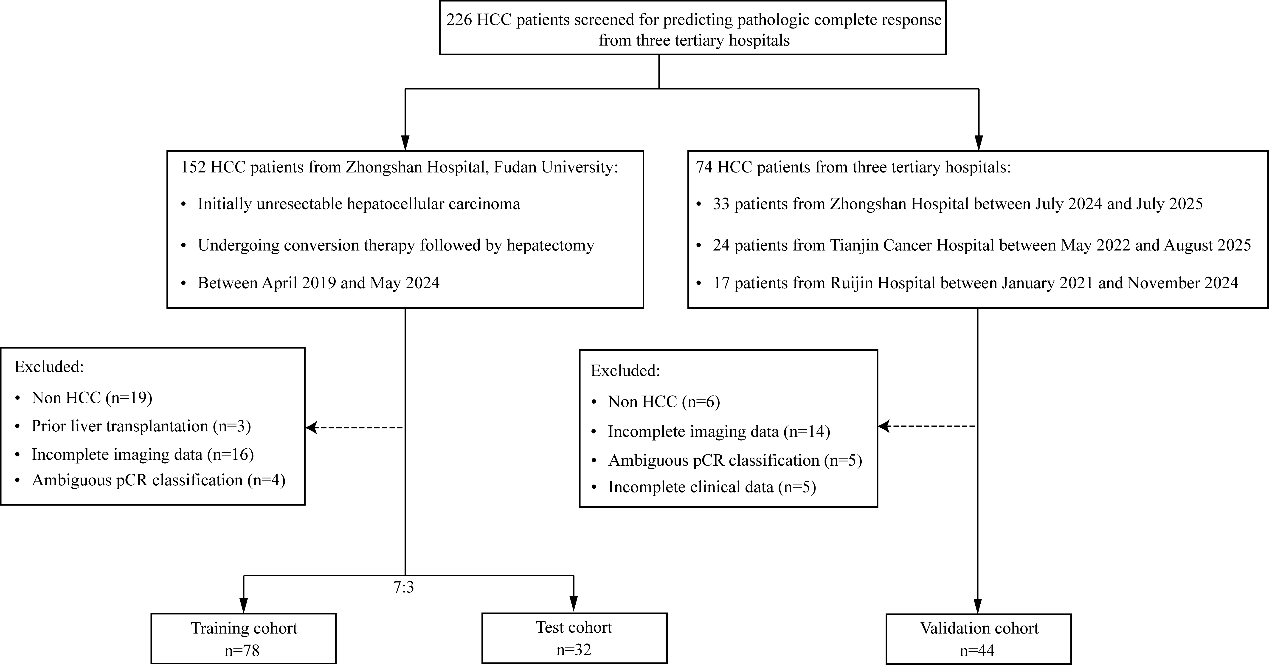 226 HCC patients screened for predicting pathologic complete response
from three tertiary hospitals
152 HCC patients from Zhongshan Hospital, Fudan University:
• Initially unresectable hepatocellular carcinoma
• Undergoing conversion therapy followed by hepatectomy
• Between April 2019 and May 2024
74 HCC patients from three tertiary hospitals:
• 33 patients from Zhongshan Hospital between July 2024 and July 2025
• 24 patients from Tianjin Cancer Hospital between May 2022 and August 2025
• 17 patients from Ruijin Hospital between January 2021 and November 2024
Excluded:
• Non HCC (n=19)
• Prior liver transplantation (n=3)
• Incomplete imaging data (n=16)
• Ambiguous pCR classification (n=4)
Excluded:
• Non HCC (n=6)
• Incomplete imaging data (n=14)
• Ambiguous pCR classification (n=5)
• Incomplete clinical data (n=5)
7:3
Training cohort
n=78
Test cohort
n=32
Validation cohort
n=44